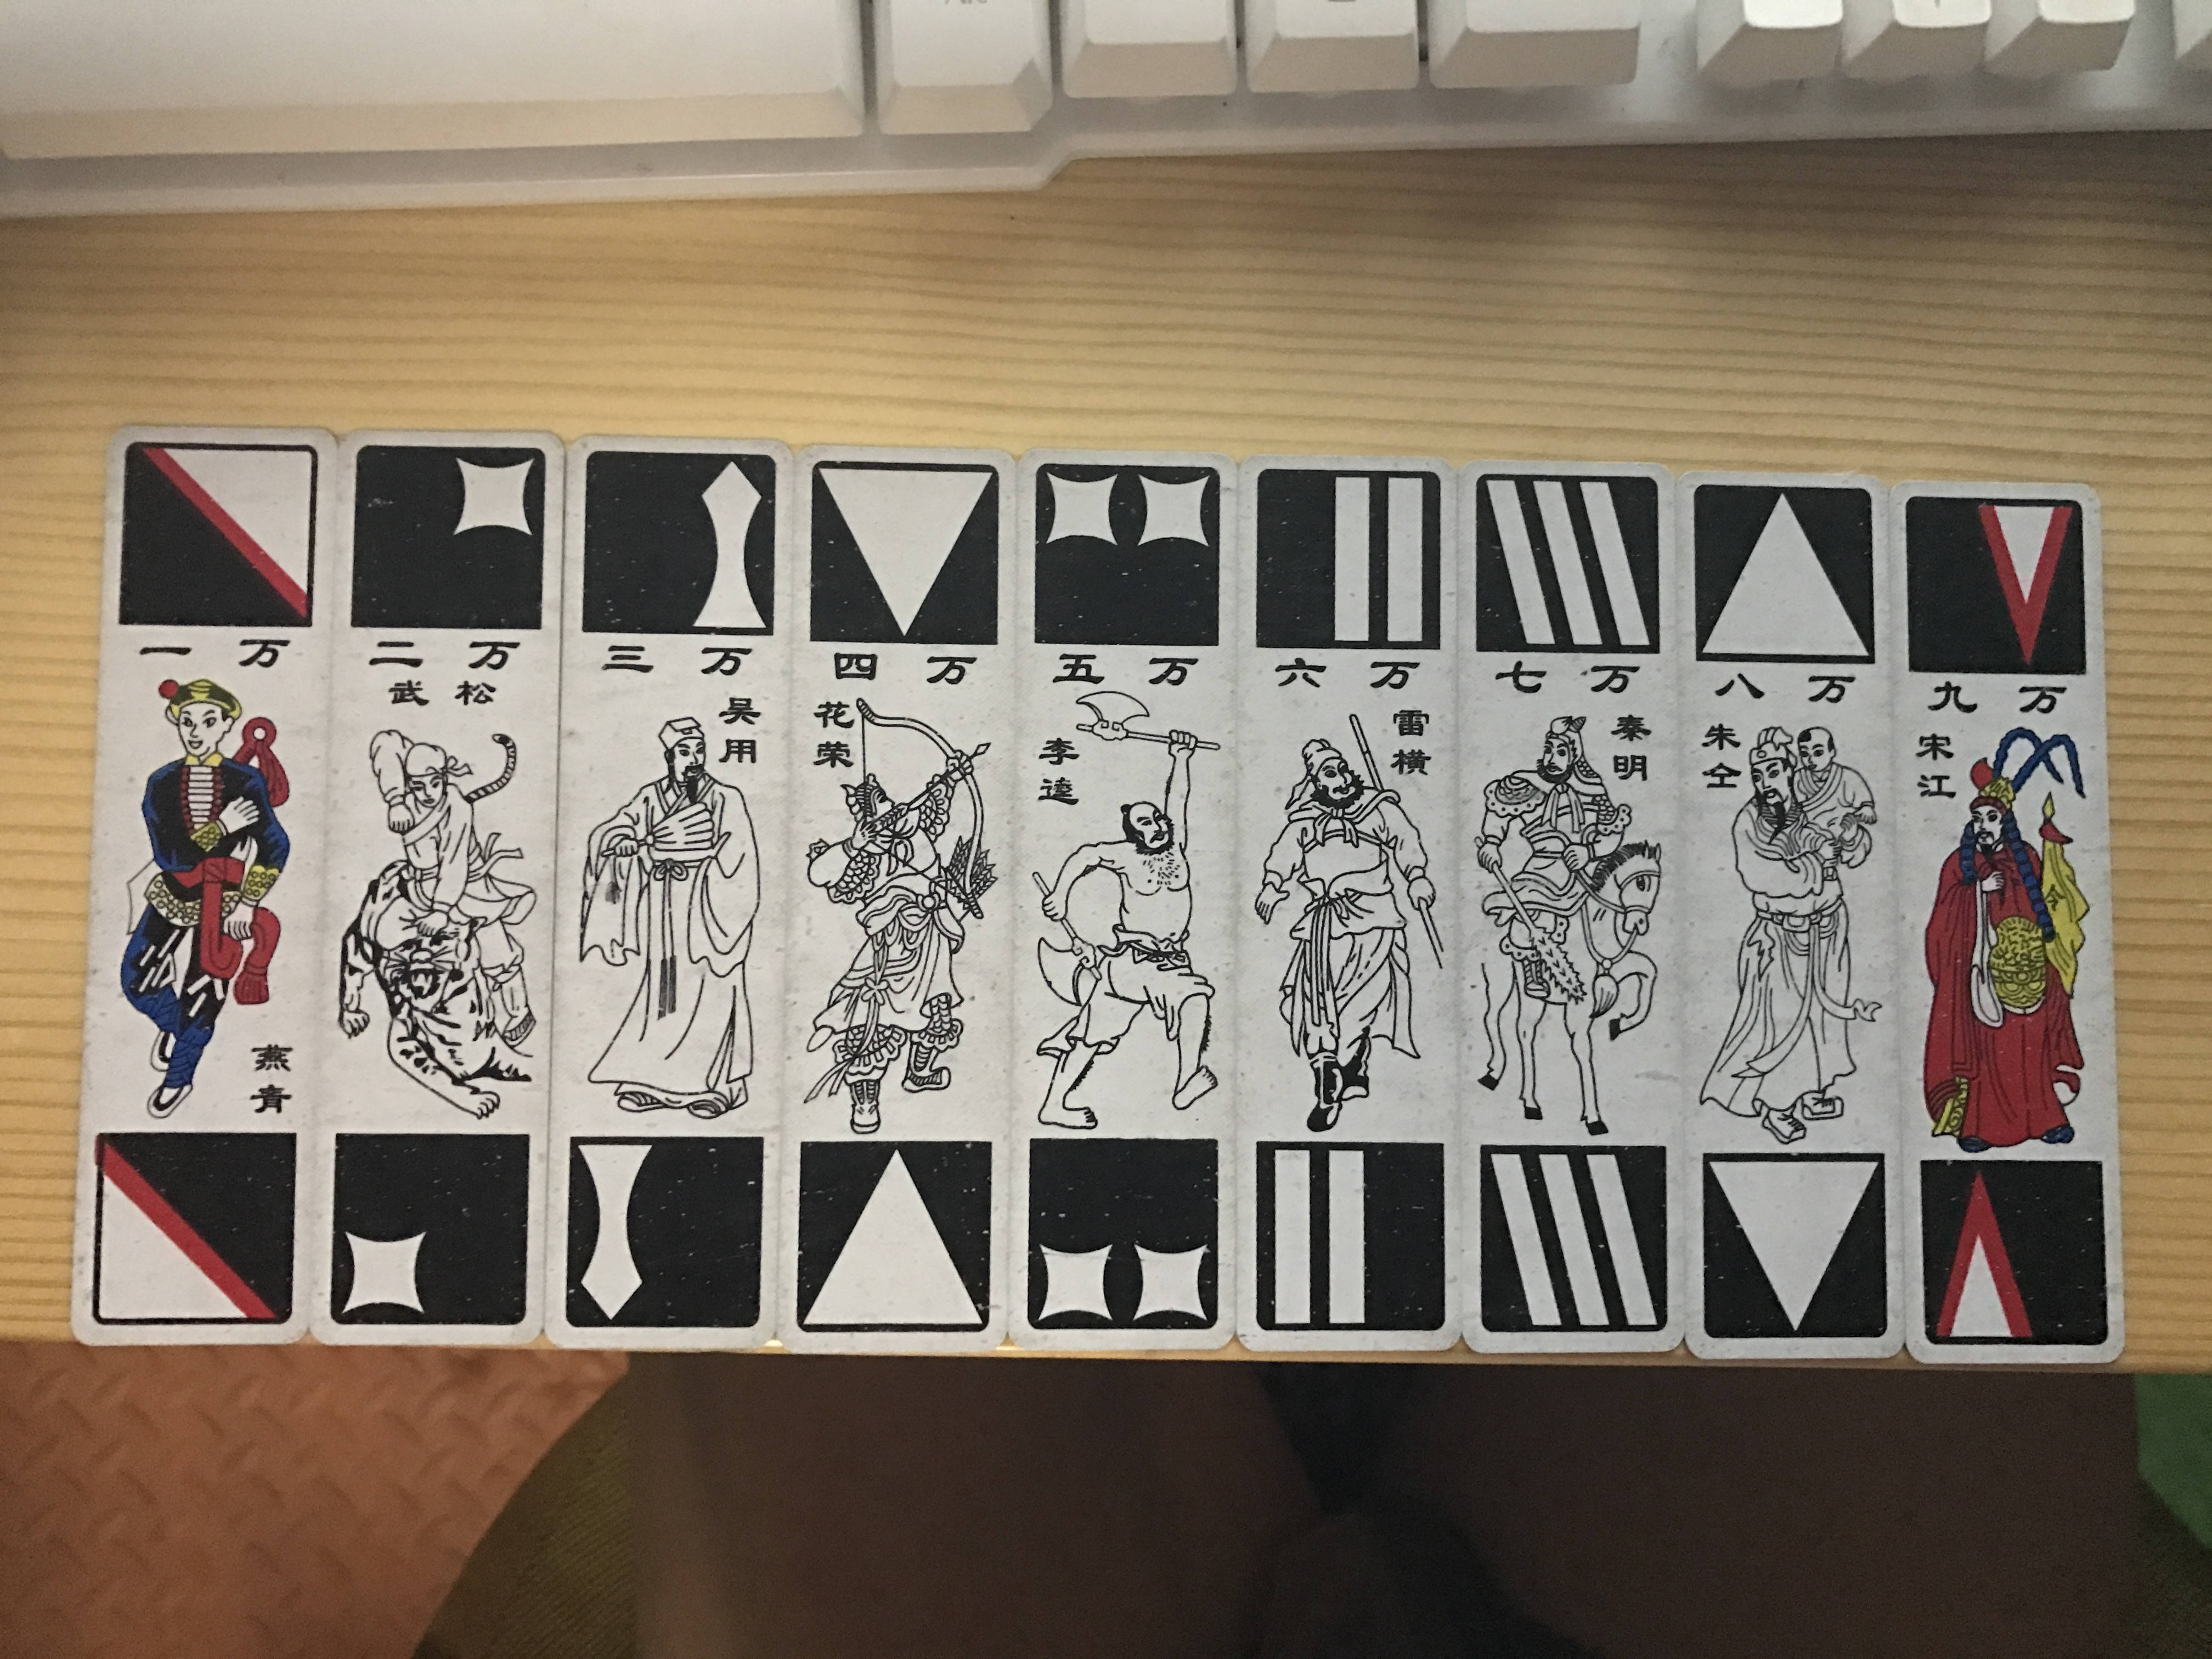 一万
燕青
二万
武松
三万
吴用
四万
花荣
五万
李逵
六万
雷横
七万
秦明
八万
朱仝
九万
宋江